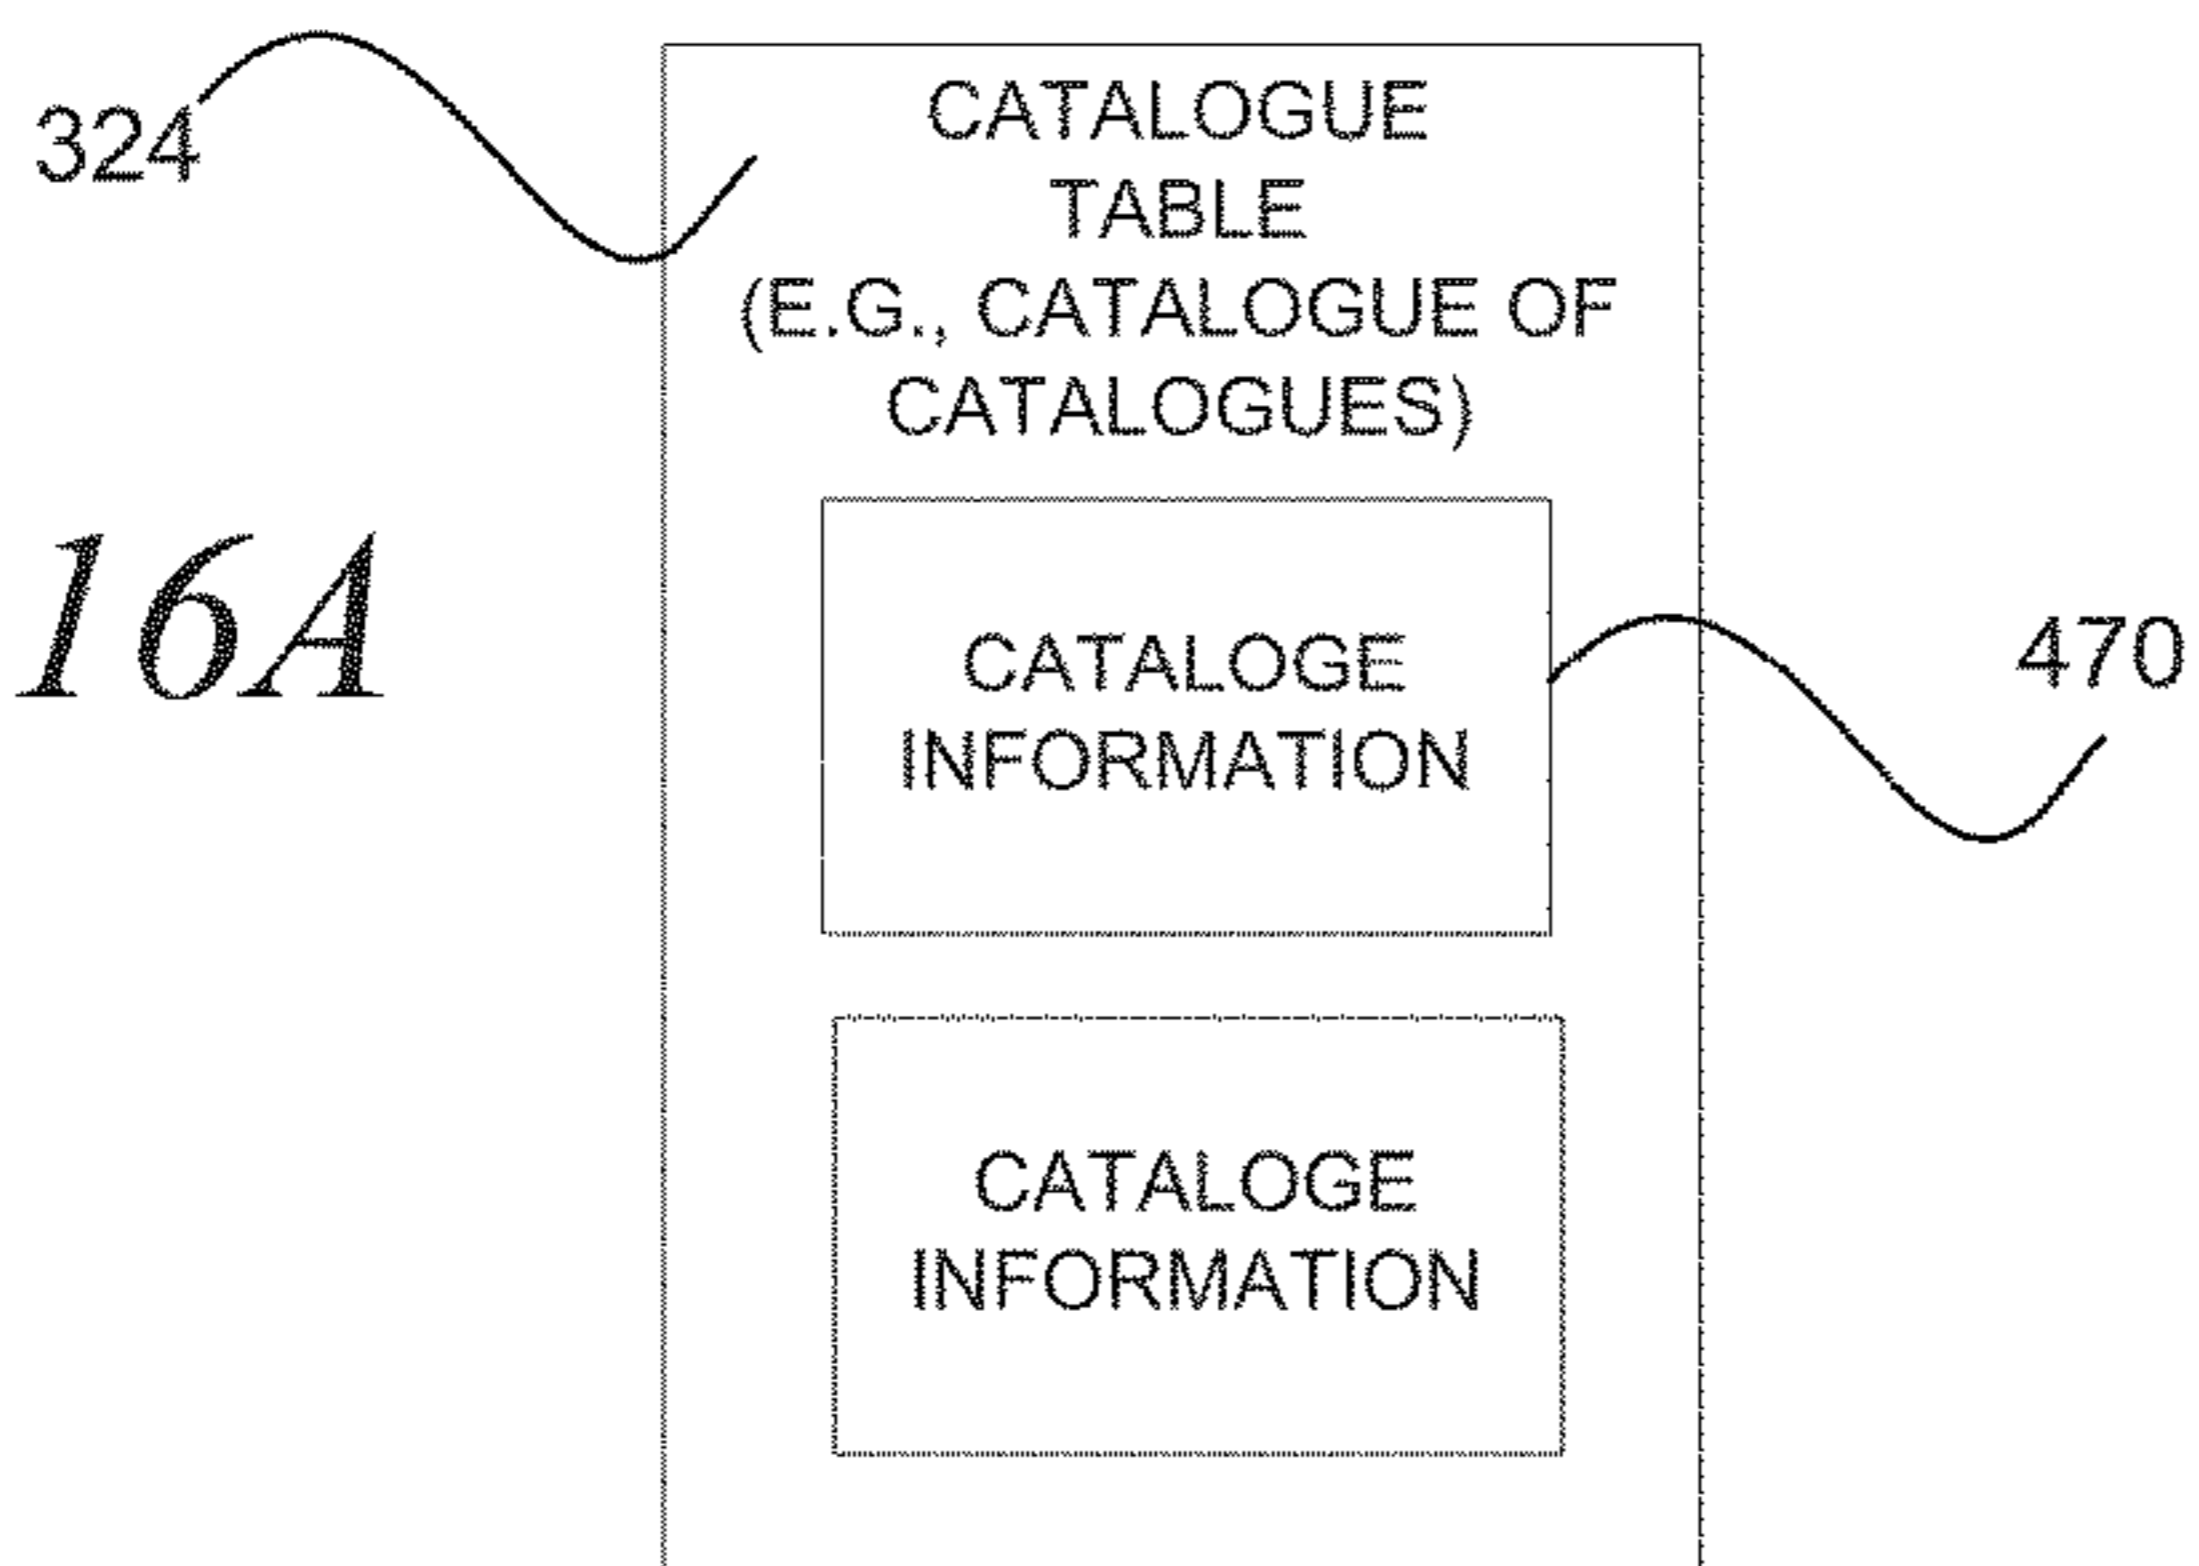 324
CATALOGUE
TABLE
(E.G., CATALOGUE OF
CATALOGUES)
16A
CATALOGE
INFORMATION
470
CATALOGE
INFORMATION